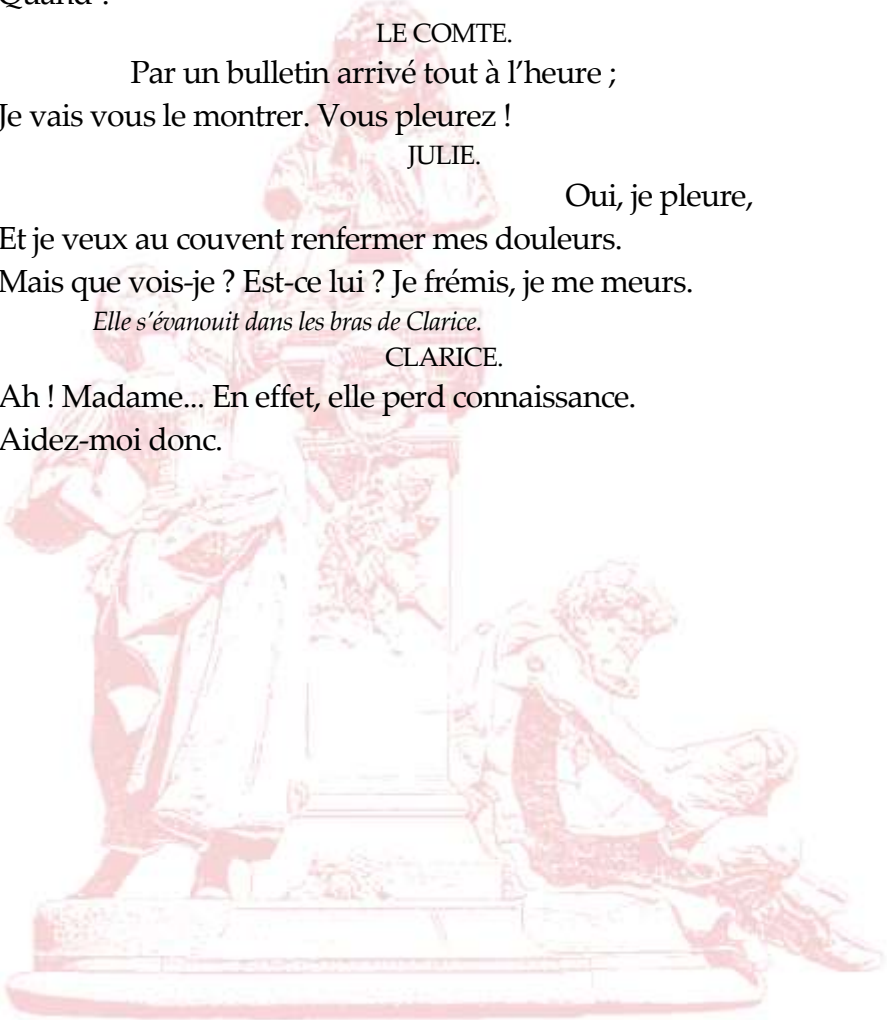 Quand ?
LE COMTE.
Par un bulletin arrivé tout à l’heure ;
Je vais vous le montrer. Vous pleurez !
JULIE.
Oui, je pleure,
Et je veux au couvent renfermer mes douleurs.
Mais que vois-je ? Est-ce lui ? Je frémis, je me meurs.
Elle s’évanouit dans les bras de Clarice.
CLARICE.
Ah ! Madame... En effet, elle perd connaissance.
Aidez-moi donc.